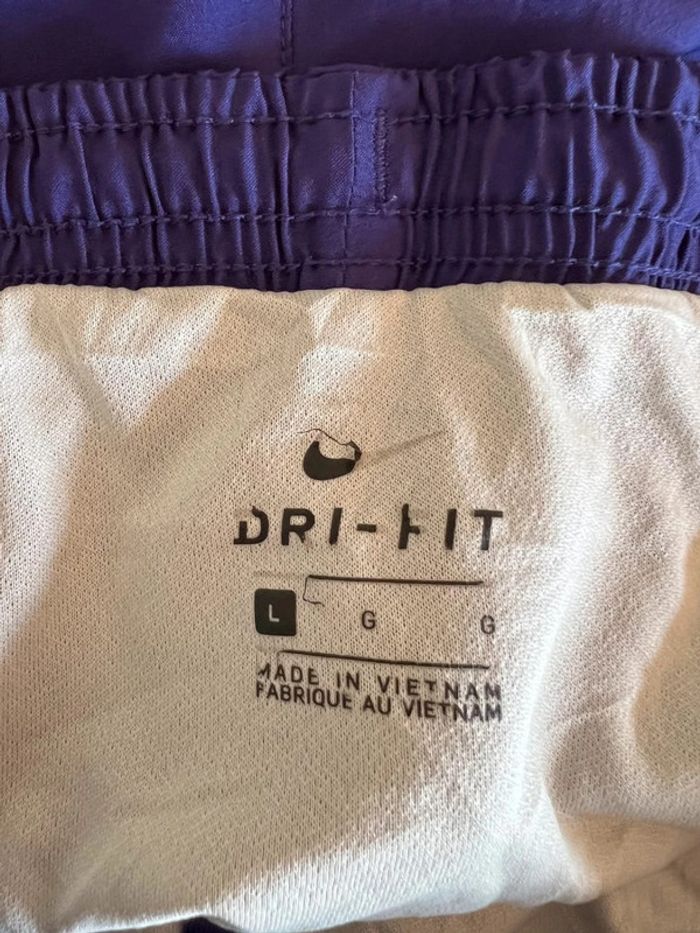 DRI-FIT
L G G
MADE IN VIETNAM
FABRIQUE AU VIETNAM